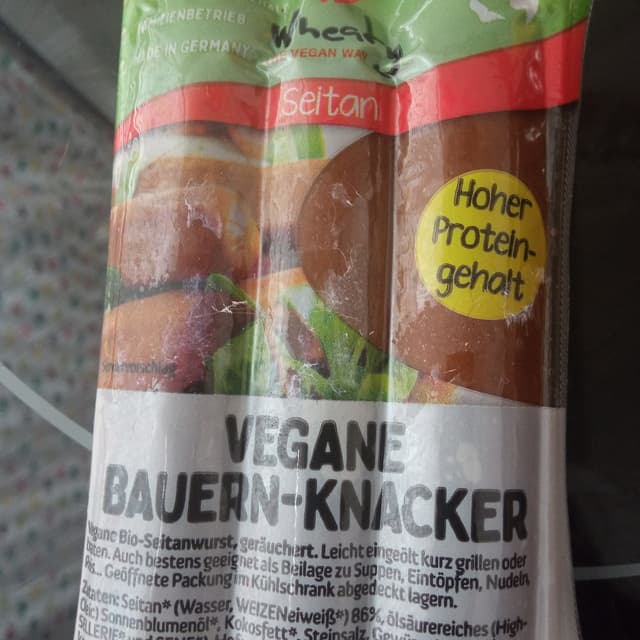 MADE IN GERMANY
Wheaty
VEGAN WAY
Seitan
Hoher
Protein-
gehalt
Serviervorschlag
VEGANE
BAUERN-KNACKER
Bio-Seitanwurst, geräuchert. Leicht eingeölt kurz grillen oder
Auch bestens geeignet als Beilage zu Suppen, Eintöpfen, Nudeln,
Geöffnete Packung im Kühlschrank abgedeckt lagern.
Seitan* (Wasser, WEIZENeiweiß*) 86%, ölsäurereiches (High-
Sonnenblumenöl*, Kokosfett*, Steinsalz,